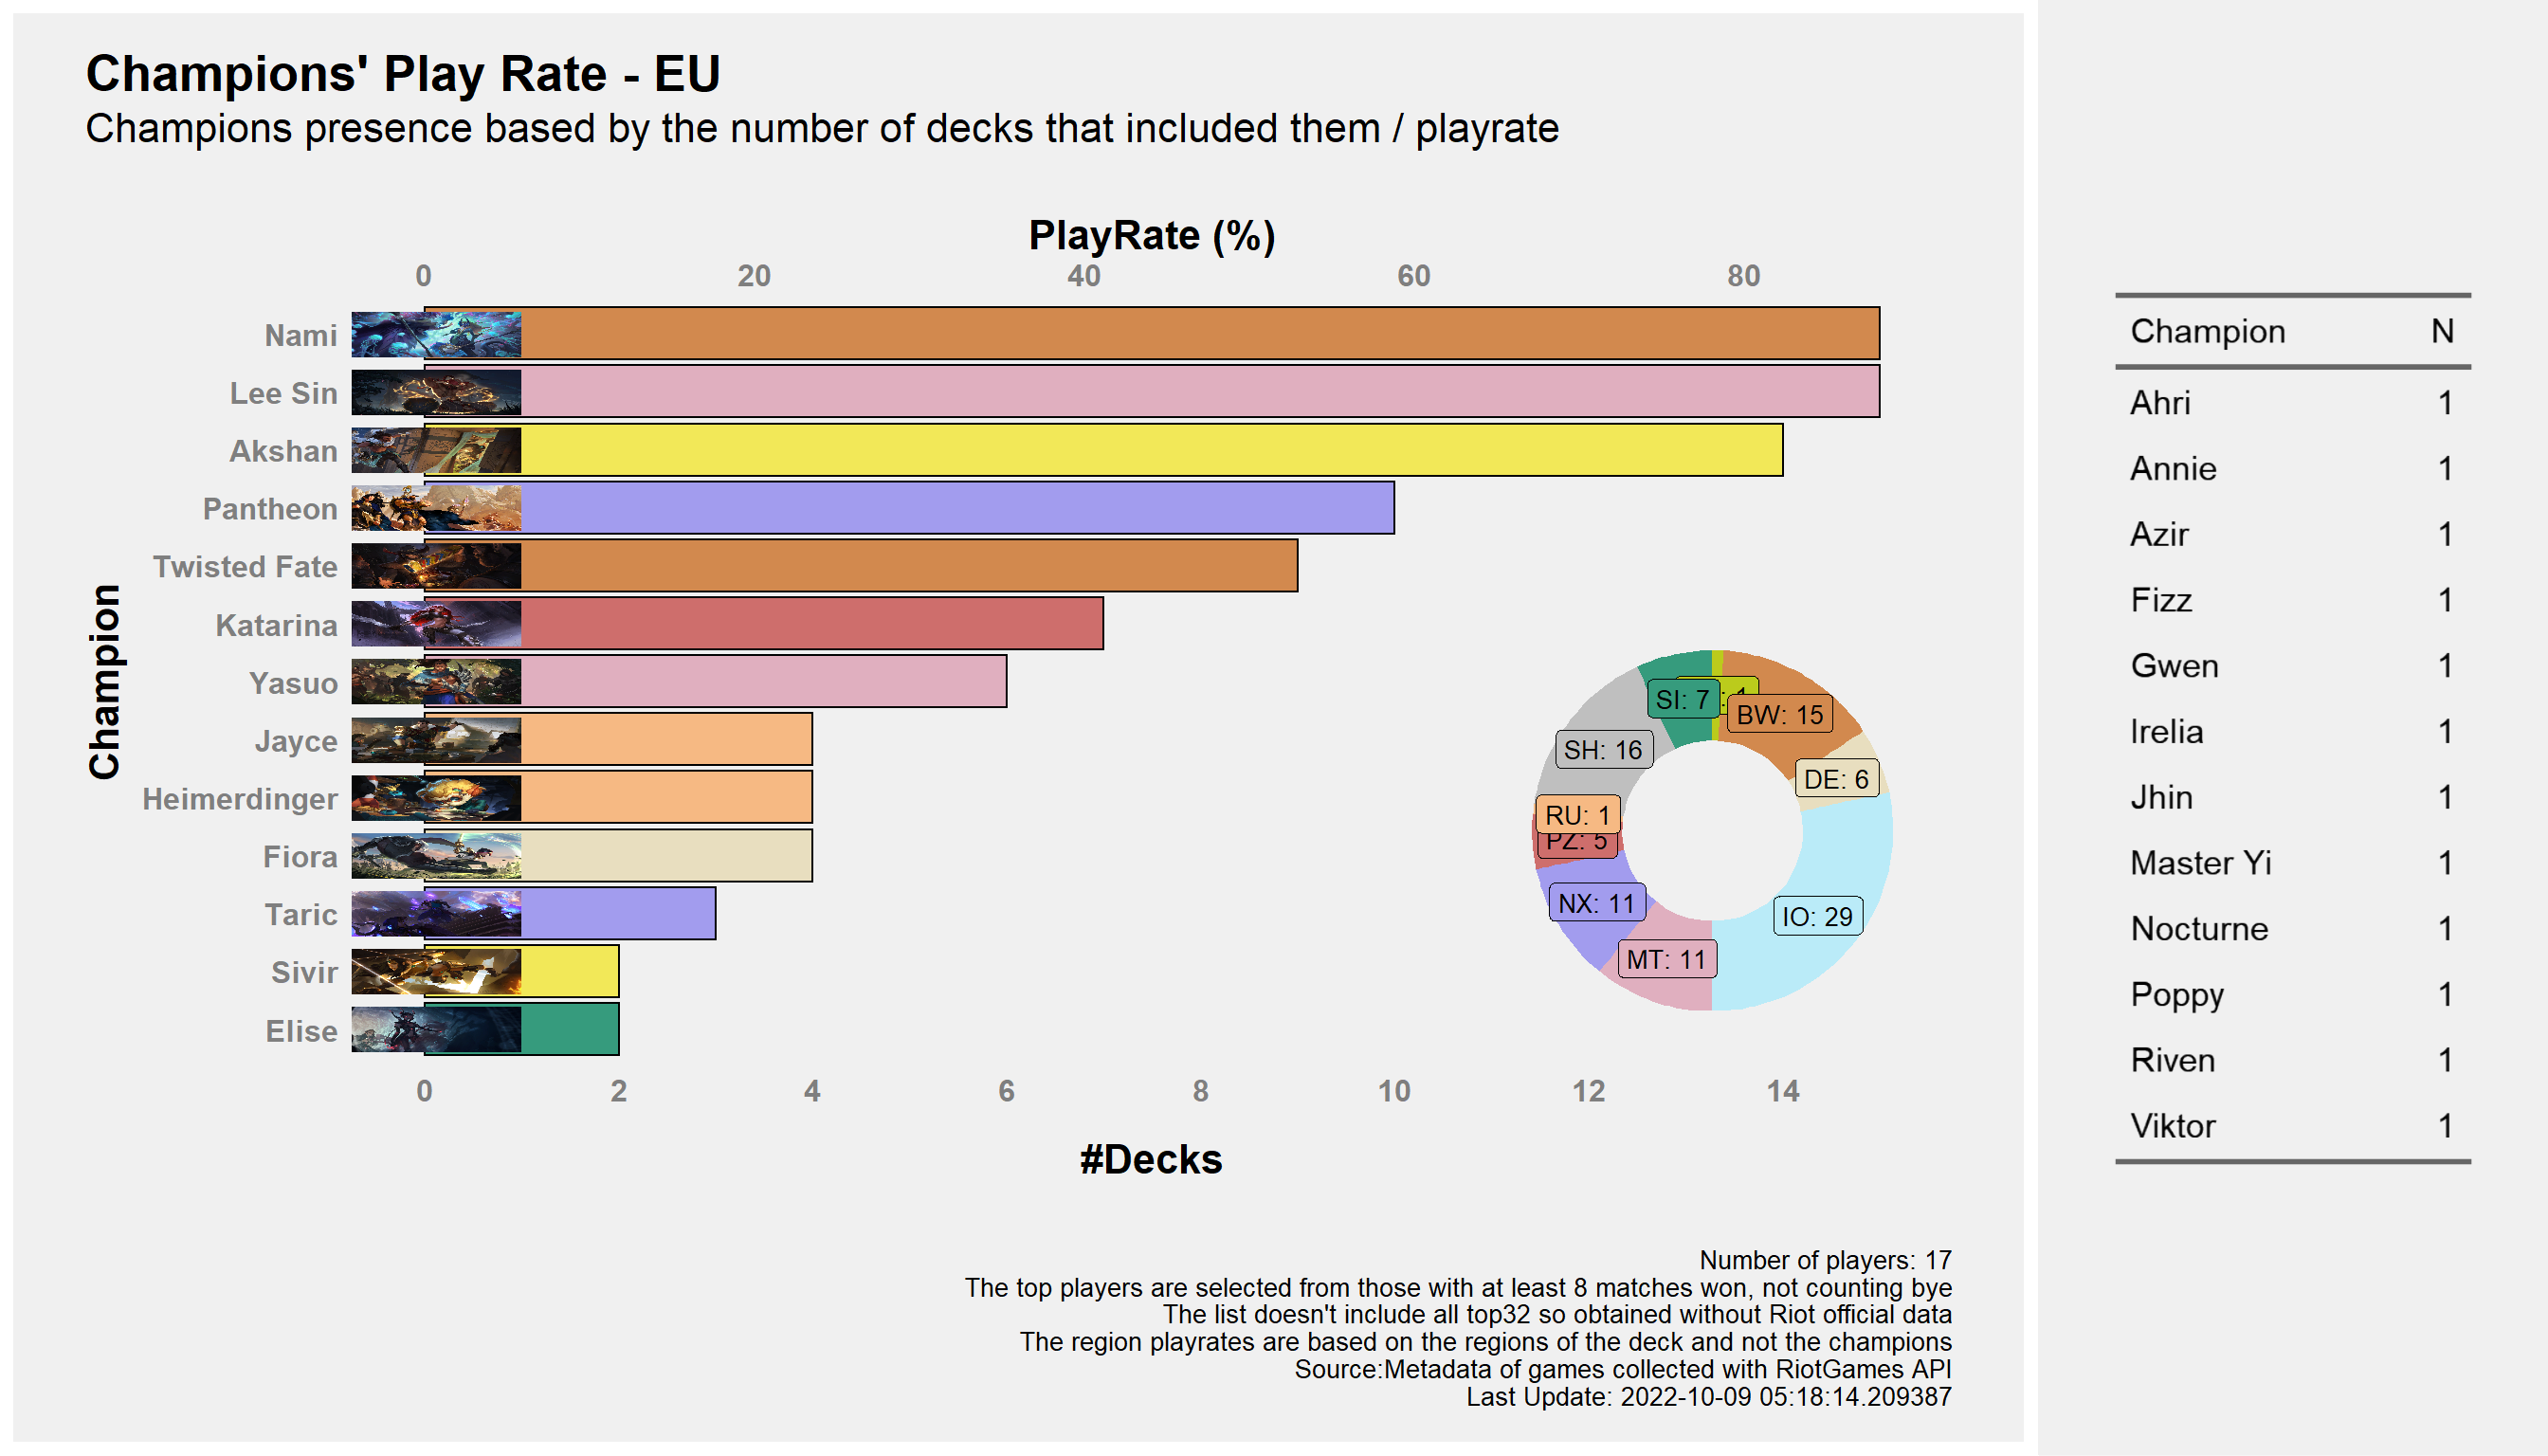 Champions' Play Rate - EU
Champions presence based by the number of decks that included them / playrate
PlayRate (%)
0 20 40 60 80
Champion
Nami
Lee Sin
Akshan
Pantheon
Twisted Fate
Katarina
Yasuo
Jayce
Heimerdinger
Fiora
Taric
Sivir
Elise
SI: 7
BW: 15
SH: 16
DE: 6
RU: 1
PZ: 5
NX: 11
IO: 29
MT: 11
0 2 4 6 8 10 12 14
#Decks
Number of players: 17
The top players are selected from those with at least 8 matches won, not counting bye
The list doesn't include all top32 so obtained without Riot official data
The region playrates are based on the regions of the deck and not the champions
Source:Metadata of games collected with RiotGames API
Last Update: 2022-10-09 05:18:14.209387
Champion N
Ahri 1
Annie 1
Azir 1
Fizz 1
Gwen 1
Irelia 1
Jhin 1
Master Yi 1
Nocturne 1
Poppy 1
Riven 1
Viktor 1